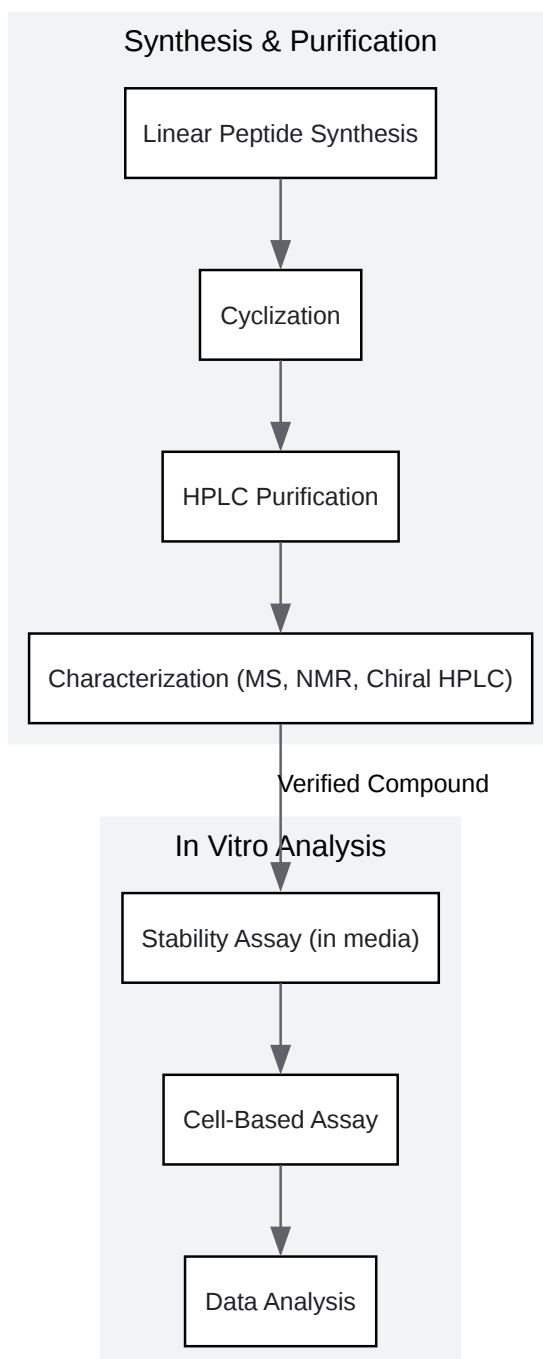 Synthesis & Purification
Linear Peptide Synthesis
Cyclization
HPLC Purification
Characterization (MS, NMR, Chiral HPLC)
Verified Compound
In Vitro Analysis
Stability Assay (in media)
Cell-Based Assay
Data Analysis